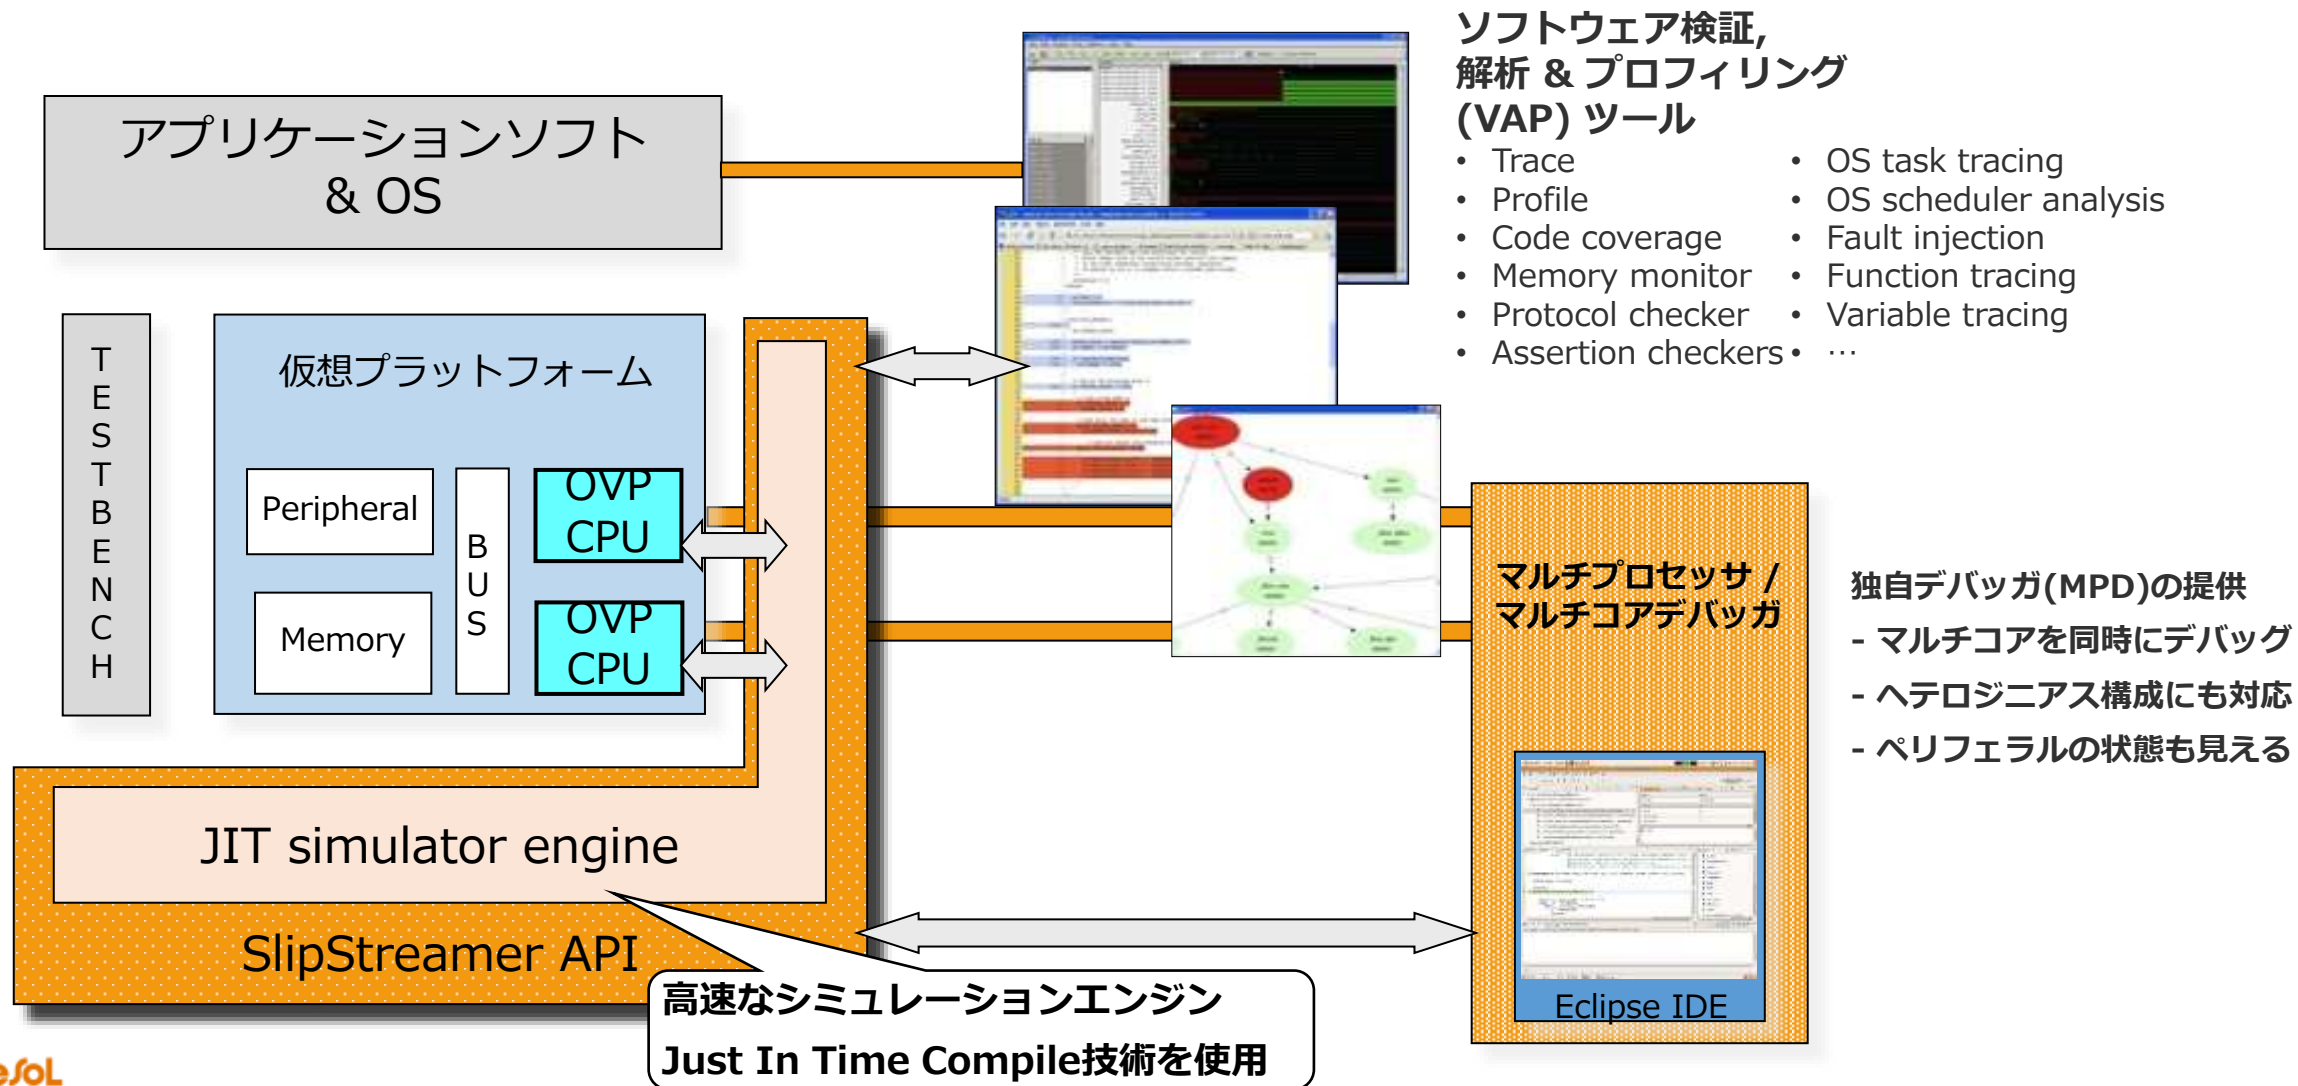 ソフトウェア検証,
解析 & プロフィリング
(VAP) ツール
• Trace
• Profile
• Code coverage
• Memory monitor
• Protocol checker
• Assertion checkers
• OS task tracing
• OS scheduler analysis
• Fault injection
• Function tracing
• Variable tracing
• …
アプリケーションソフト
& OS
TESTBENCH
仮想プラットフォーム
Peripheral
Memory
BUS
OVP
CPU
OVP
CPU
JIT simulator engine
SlipStreamer API
高速なシミュレーションエンジン
Just In Time Compile技術を使用
マルチプロセッサ /
マルチコアデバッガ
Eclipse IDE
独自デバッガ(MPD)の提供
- マルチコアを同時にデバッグ
- ヘテロジニアス構成にも対応
- ペリフェラルの状態も見える
eSOL